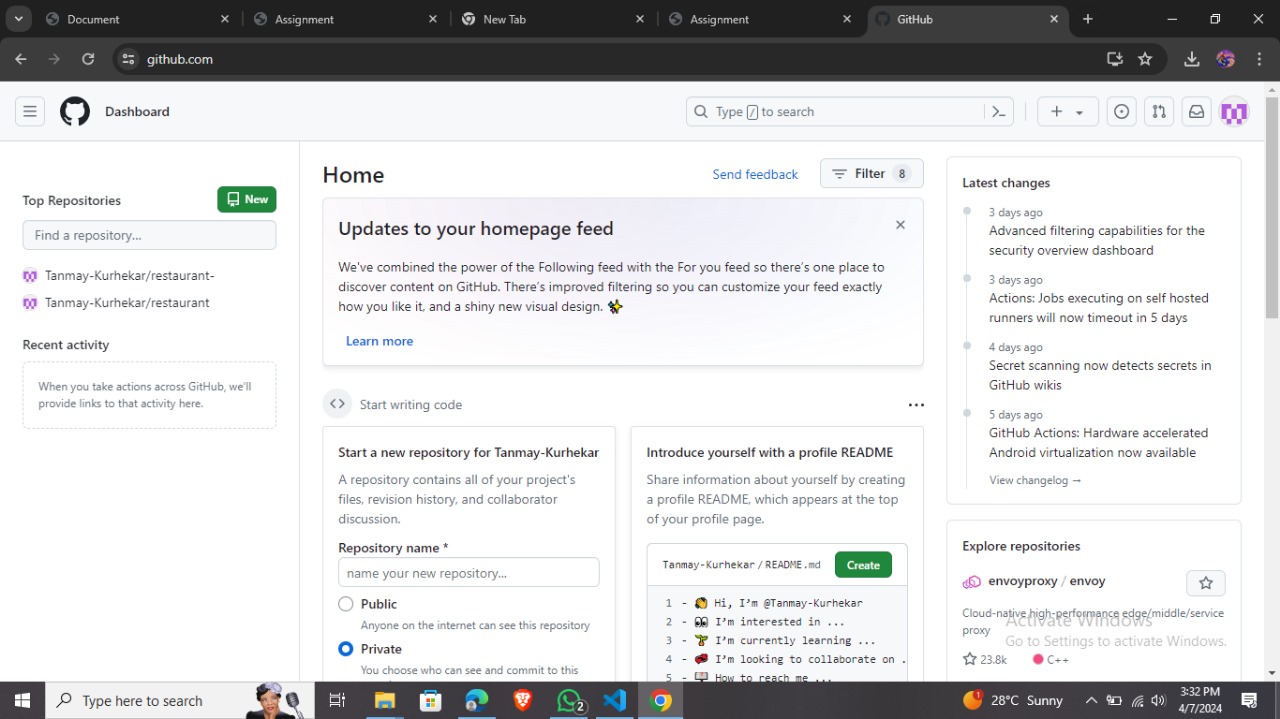 Document
Assignment
New Tab
Assignment
GitHub
github.com
Dashboard
Type / to search
Top Repositories
New
Find a repository...
Tanmay-Kurhekar/restaurant-
Tanmay-Kurhekar/restaurant
Recent activity
When you take actions across GitHub, we'll
provide links to that activity here.
Home
Send feedback
Filter 8
Updates to your homepage feed
We've combined the power of the Following feed with the For you feed so there's one place to
discover content on GitHub. There's improved filtering so you can customize your feed exactly
how you like it, and a shiny new visual design. ✨
Learn more
Start writing code
Start a new repository for Tanmay-Kurhekar
A repository contains all of your project's
files, revision history, and collaborator
discussion.
Repository name *
name your new repository...
Public
Anyone on the internet can see this repository
Private
You choose who can see and commit to this
Introduce yourself with a profile README
Share information about yourself by creating
a profile README, which appears at the top
of your profile page.
Tanmay-Kurhekar / README.md
Create
1 - 👋 Hi, I'm @Tanmay-Kurhekar
2 - 👀 I'm interested in ...
3 - 🌱 I'm currently learning ...
4 - 💞️ I'm looking to collaborate on .
5 - 📫 How to reach me ...
Latest changes
3 days ago
Advanced filtering capabilities for the
security overview dashboard
3 days ago
Actions: Jobs executing on self hosted
runners will now timeout in 5 days
4 days ago
Secret scanning now detects secrets in
GitHub wikis
5 days ago
GitHub Actions: Hardware accelerated
Android virtualization now available
View changelog →
Explore repositories
envoyproxy / envoy
Cloud-native high-performance edge/middle/service
proxy
23.8k
C++
Activate Windows
Go to Settings to activate Windows.
Type here to search
2
1
28°C Sunny
3:32 PM
4/7/2024